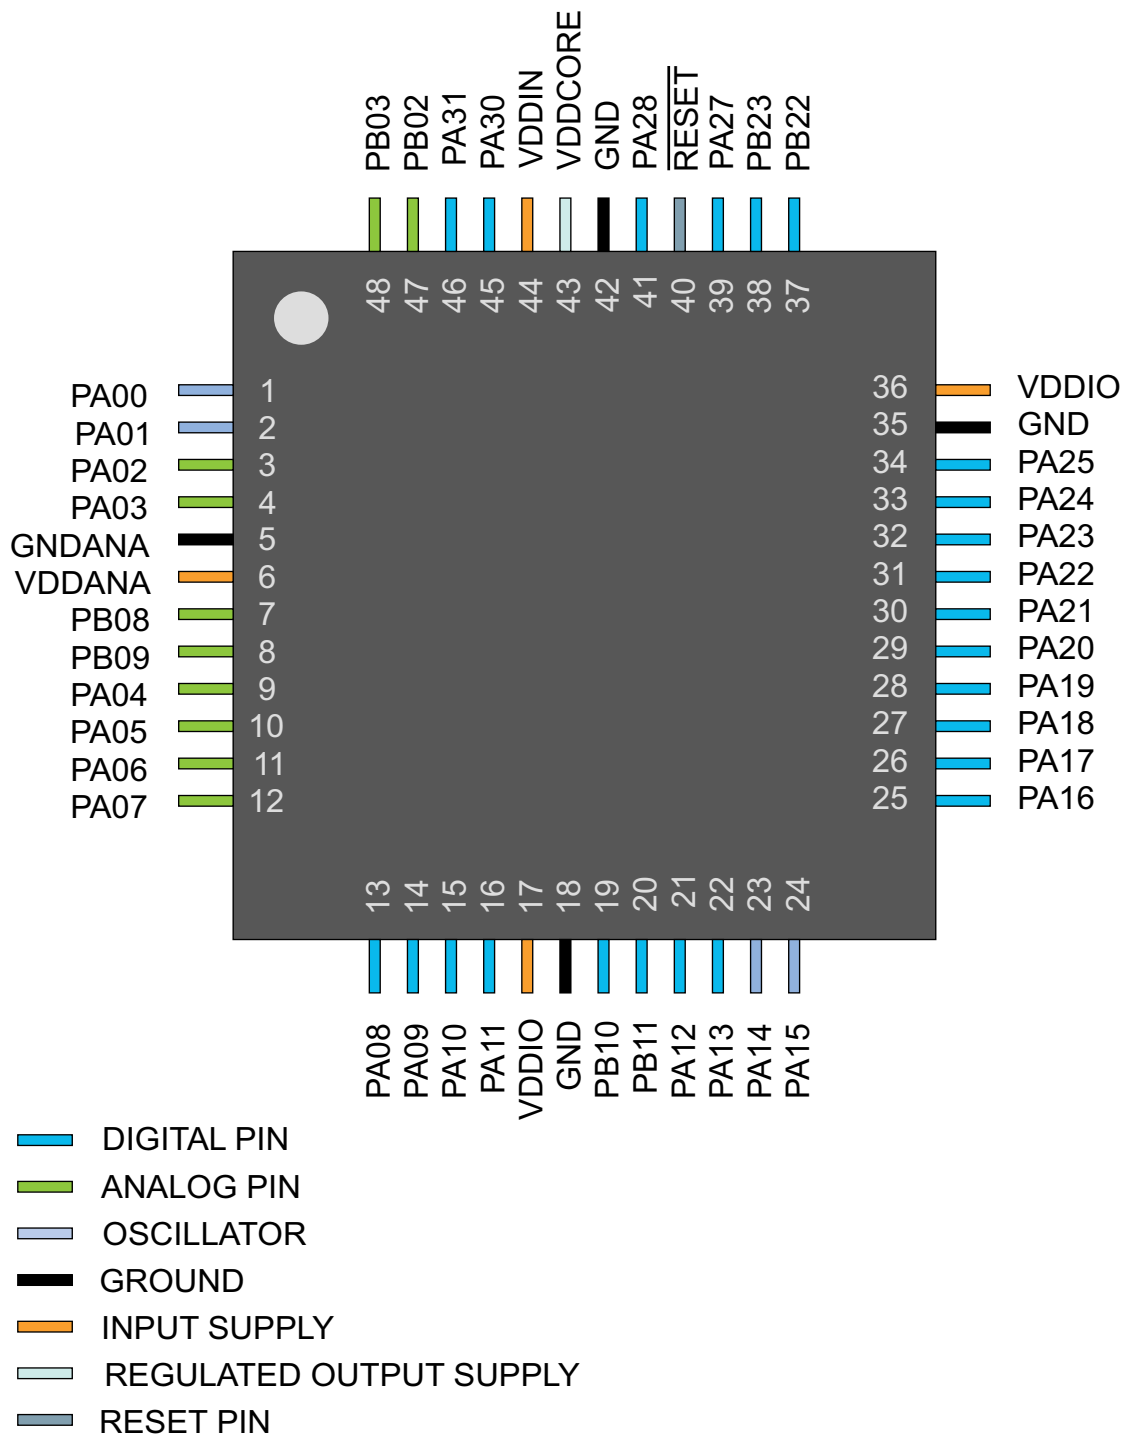 PB03
PB02
PA31
PA30
VDDIN
VDDCORE
GND
PA28
RESET
PA27
PB23
PB22
48
47
46
45
44
43
42
41
40
39
38
37
PA00 1
PA01 2
PA02 3
PA03 4
GNDANA 5
VDDANA 6
PB08 7
PB09 8
PA04 9
PA05 10
PA06 11
PA07 12
36 VDDIO
35 GND
34 PA25
33 PA24
32 PA23
31 PA22
30 PA21
29 PA20
28 PA19
27 PA18
26 PA17
25 PA16
13
14
15
16
17
18
19
20
21
22
23
24
PA08
PA09
PA10
PA11
VDDIO
GND
PB10
PB11
PA12
PA13
PA14
PA15
DIGITAL PIN
ANALOG PIN
OSCILLATOR
GROUND
INPUT SUPPLY
REGULATED OUTPUT SUPPLY
RESET PIN